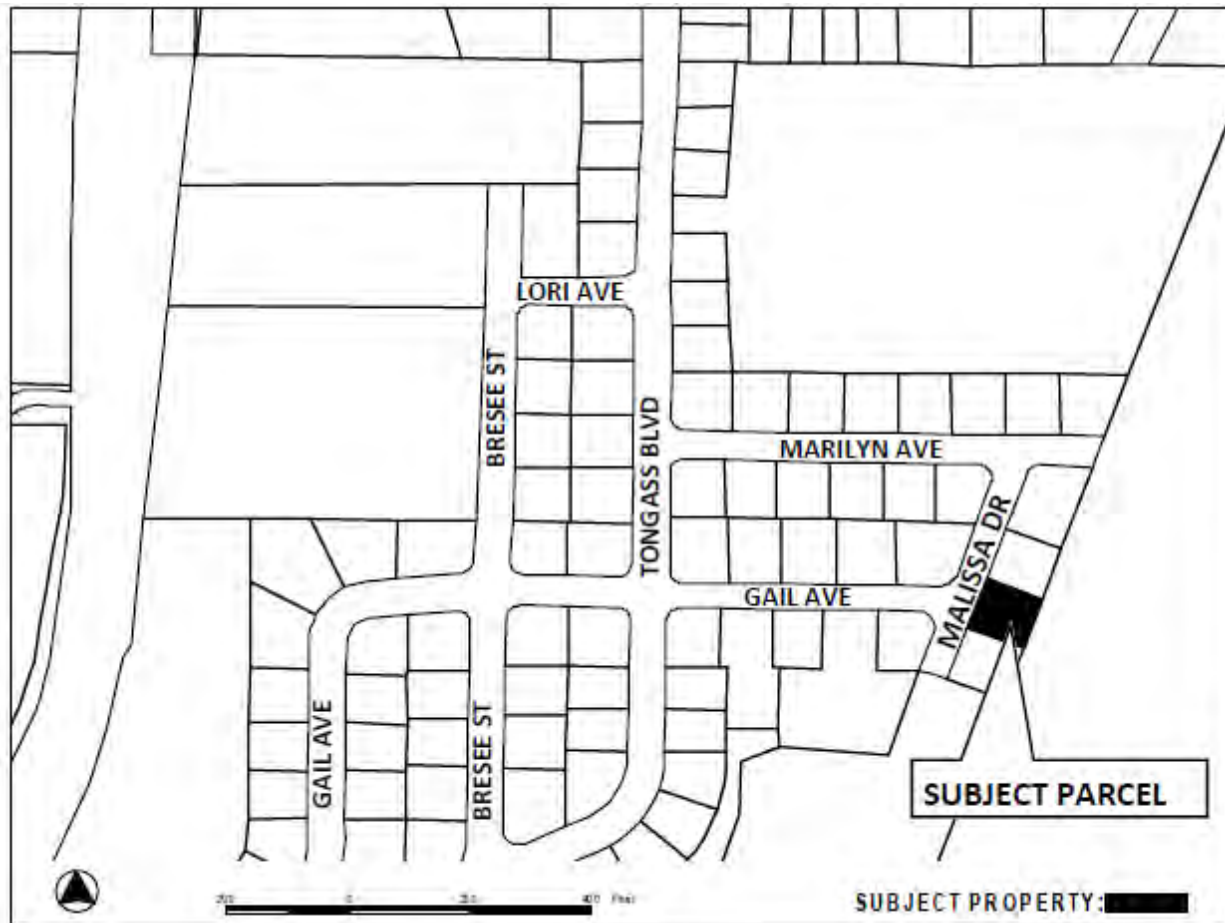 LORI AVE
BRESEE ST
TONGASS BLVD
MARILYN AVE
MALISSA DR
GAIL AVE
GAIL AVE
BRESEE ST
SUBJECT PARCEL
SUBJECT PROPERTY: